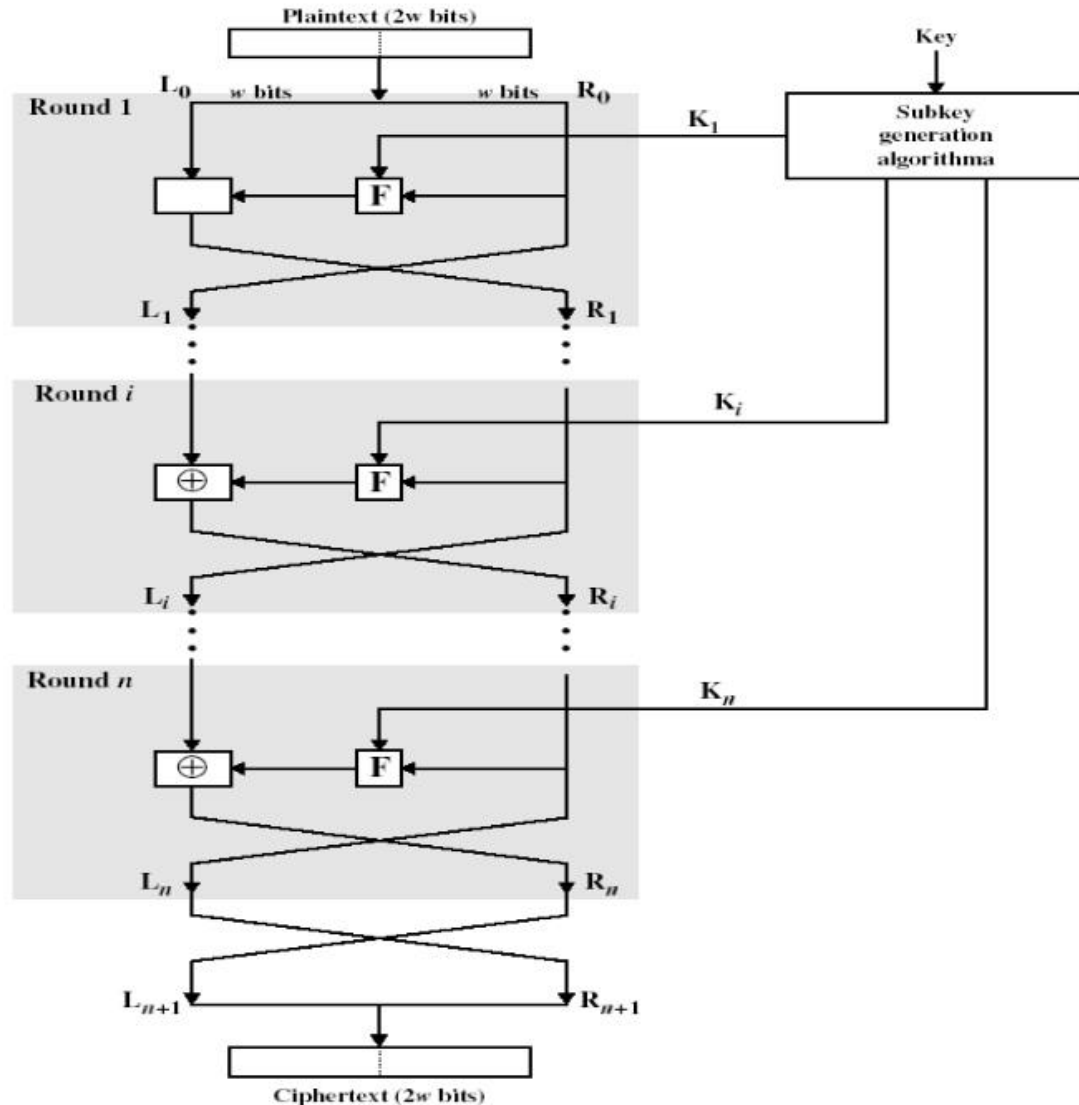 Plaintext (2w bits)
Key
L₀ w bits w bits R₀
Round 1
K₁
Subkey
generation
algorithma
F
L₁ R₁
Round i
Kᵢ
⊕ F
Lᵢ Rᵢ
Round n
Kₙ
⊕ F
Lₙ Rₙ
Lₙ₊₁ Rₙ₊₁
Ciphertext (2w bits)